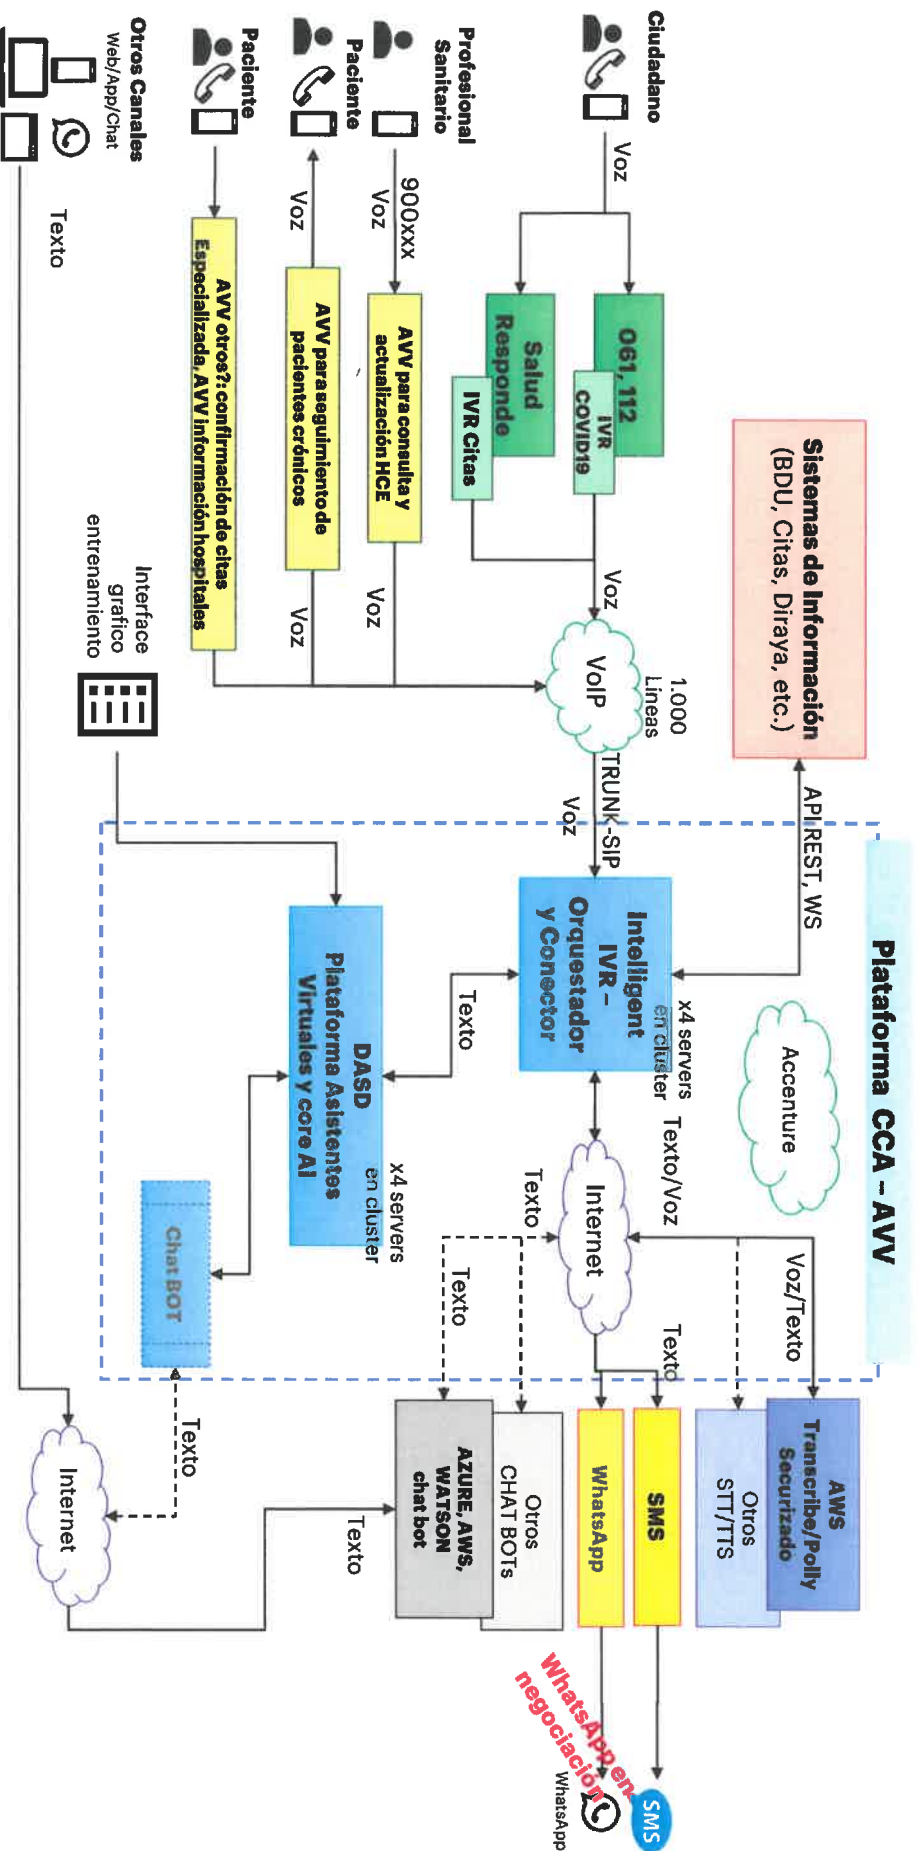 Plataforma CCA – AVV
Sistemas de Información
(BDU, Citas, Diraya, etc.)
API REST, WS
Accenture
Ciudadano
Voz
061, 112
IVR
COVID19
Salud
Responde
IVR Citas
Voz
VoIP
1.000
Lineas
TRUNK-SIP
Voz
Intelligent
IVR –
Orquestador
y Conector
x4 servers
en cluster
Texto/Voz
Internet
Voz/Texto
AWS
Transcribe/Polly
Securizado
Otros
STT/TTS
Texto
SMS
WhatsApp
SMS
WhatsApp en
negociación
WhatsApp
Profesional
Sanitario
900xxx
Voz
AVV para consulta y
actualización HCE
Voz
Paciente
Voz
AVV para seguimiento de
pacientes crónicos
Voz
Paciente
AVV otros?: confirmación de citas
Especializada, AVV información hospitales
Texto
DASD
Plataforma Asistentes
Virtuales y core AI
x4 servers
en cluster
Texto
Texto
Otros
CHAT BOTs
AZURE, AWS,
WATSON
chat bot
Interface
grafico
entrenamiento
Chat BOT
Texto
Texto
Otros Canales
Web/App/Chat
Texto
Internet